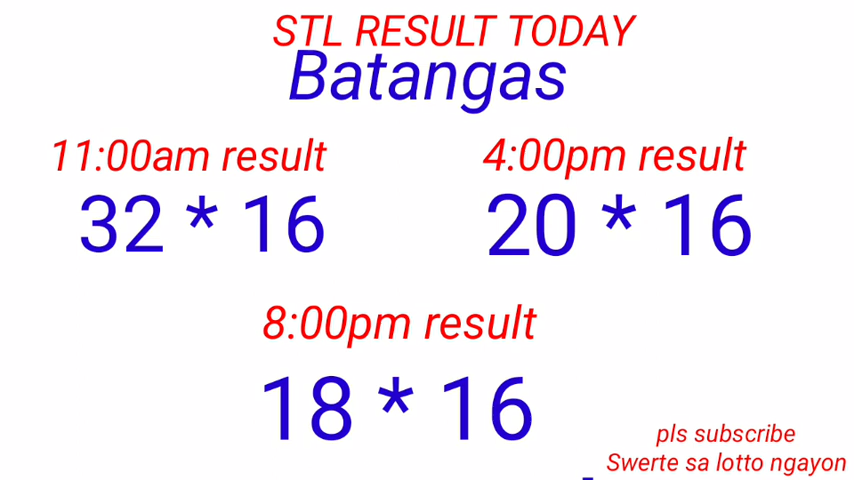 STL RESULT TODAY
Batangas
11:00am result
32 * 16
4:00pm result
20 * 16
8:00pm result
18 * 16
pls subscribe
Swerte sa lotto ngayon